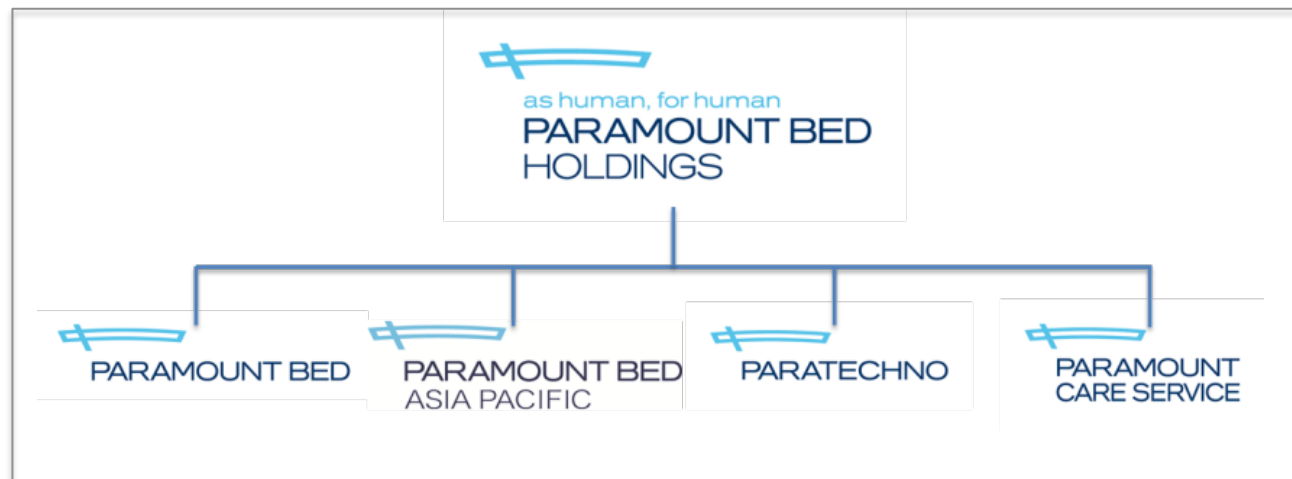 as human, for human
PARAMOUNT BED
HOLDINGS
PARAMOUNT BED
PARAMOUNT BED
ASIA PACIFIC
PARATECHNO
PARAMOUNT
CARE SERVICE